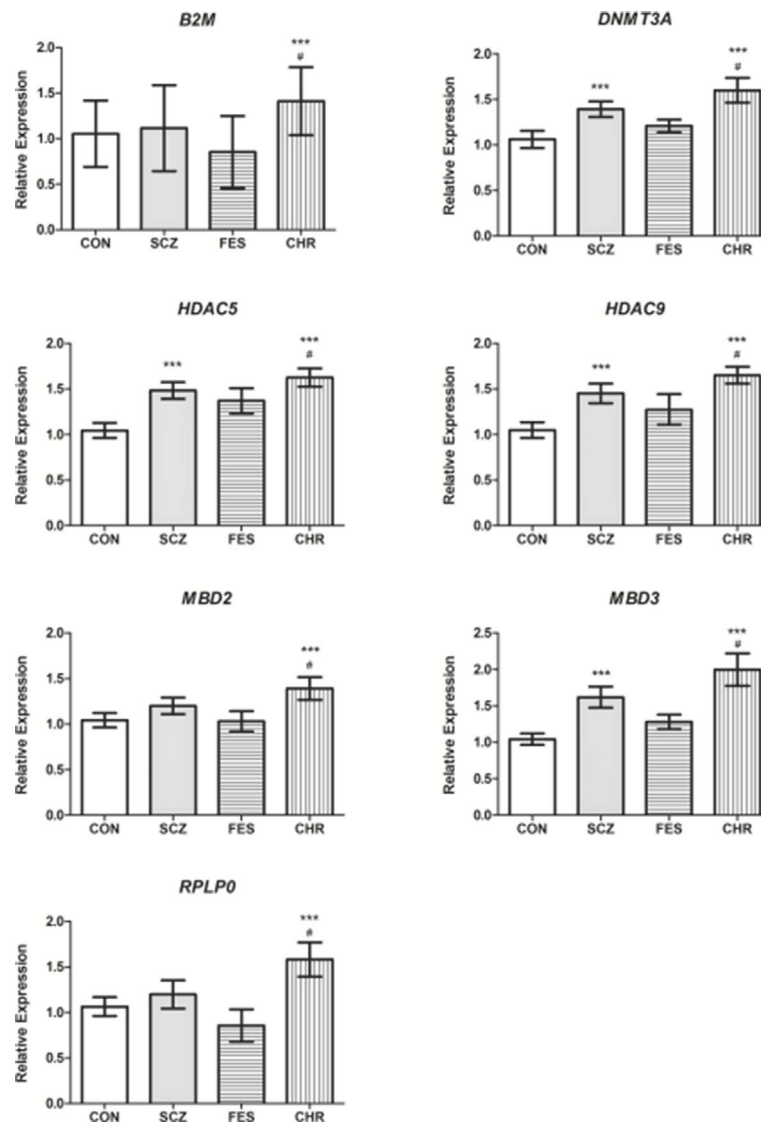 B2M
Relative Expression
2.0
1.5
1.0
0.5
0.0
***
#
CON SCZ FES CHR
DNMT3A
Relative Expression
2.0
1.5
1.0
0.5
0.0
***
***
#
CON SCZ FES CHR
HDAC5
Relative Expression
2.0
1.5
1.0
0.5
0.0
***
***
#
CON SCZ FES CHR
HDAC9
Relative Expression
2.0
1.5
1.0
0.5
0.0
***
***
#
CON SCZ FES CHR
MBD2
Relative Expression
2.0
1.5
1.0
0.5
0.0
***
#
CON SCZ FES CHR
MBD3
Relative Expression
2.5
2.0
1.5
1.0
0.5
0.0
***
***
#
CON SCZ FES CHR
RPLP0
Relative Expression
2.0
1.5
1.0
0.5
0.0
***
#
CON SCZ FES CHR